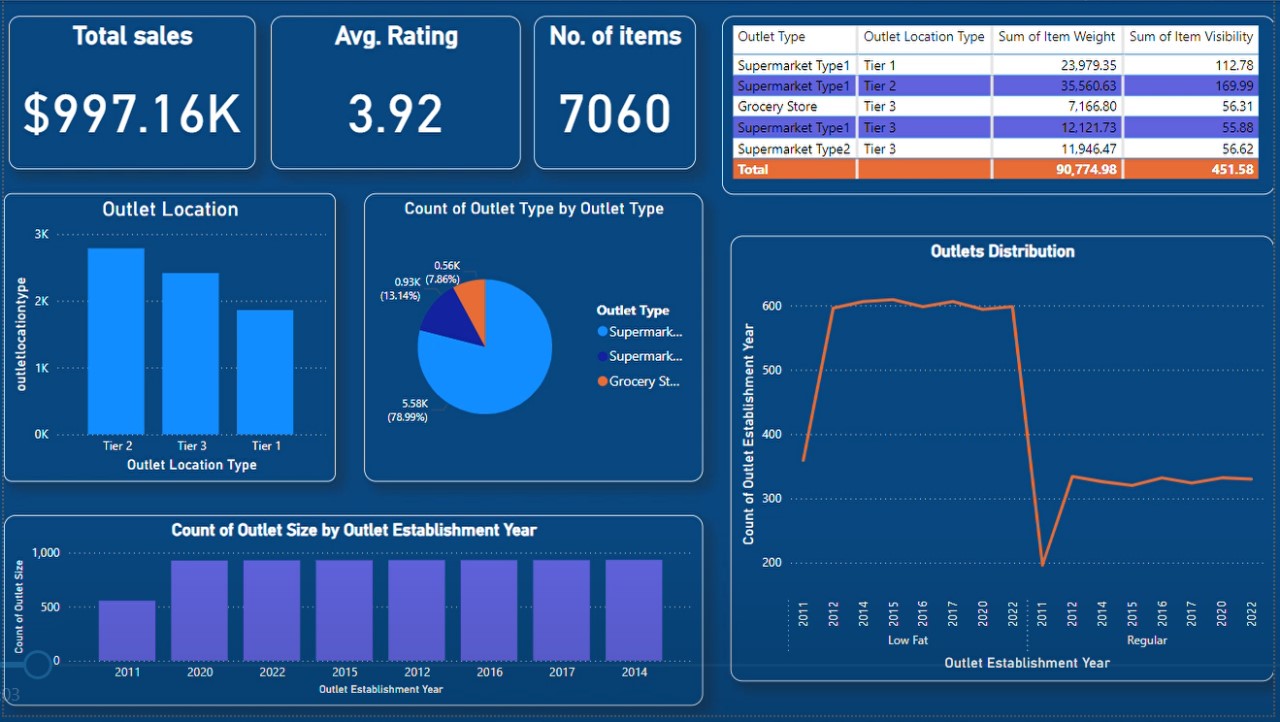 Total sales
$997.16K
Avg. Rating
3.92
No. of items
7060
Outlet Type Outlet Location Type Sum of Item Weight Sum of Item Visibility
Supermarket Type1 Tier 1 23,979.35 112.78
Supermarket Type1 Tier 2 35,560.63 169.99
Grocery Store Tier 3 7,166.80 56.31
Supermarket Type1 Tier 3 12,121.73 55.88
Supermarket Type2 Tier 3 11,946.47 56.62
Total 90,774.98 451.58
Outlet Location
outletlocationtype
3K
2K
1K
0K
Tier 2 Tier 3 Tier 1
Outlet Location Type
Count of Outlet Type by Outlet Type
0.56K
(7.86%)
0.93K
(13.14%)
5.58K
(78.99%)
Outlet Type
Supermark...
Supermark...
Grocery St...
Outlets Distribution
Count of Outlet Establishment Year
600
500
400
300
200
2011 2012 2014 2015 2016 2017 2020 2022 2011 2012 2014 2015 2016 2017 2020 2022
Low Fat Regular
Outlet Establishment Year
Count of Outlet Size by Outlet Establishment Year
Count of Outlet Size
1,000
500
0
2011 2020 2022 2015 2012 2016 2017 2014
Outlet Establishment Year
:03